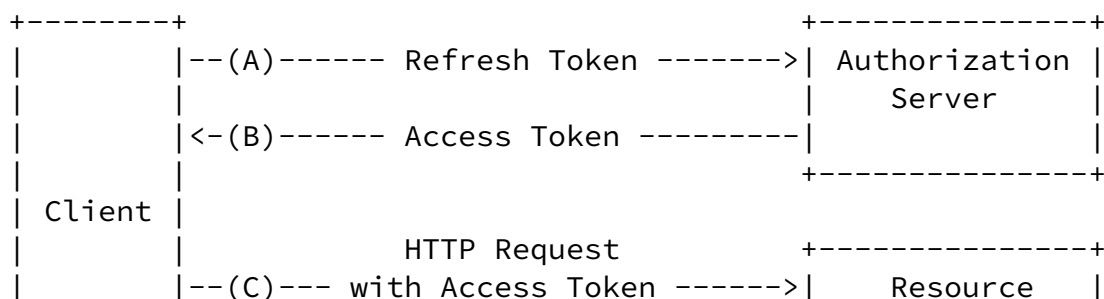 +--------+                                  +---------------+
|        |--(A)------ Refresh Token ------->| Authorization |
|        |                                  |    Server     |
|        |<-(B)------ Access Token ---------|               |
|        |                                  +---------------+
| Client |
|        |            HTTP Request          +---------------+
|        |--(C)--- with Access Token ------>|    Resource   |